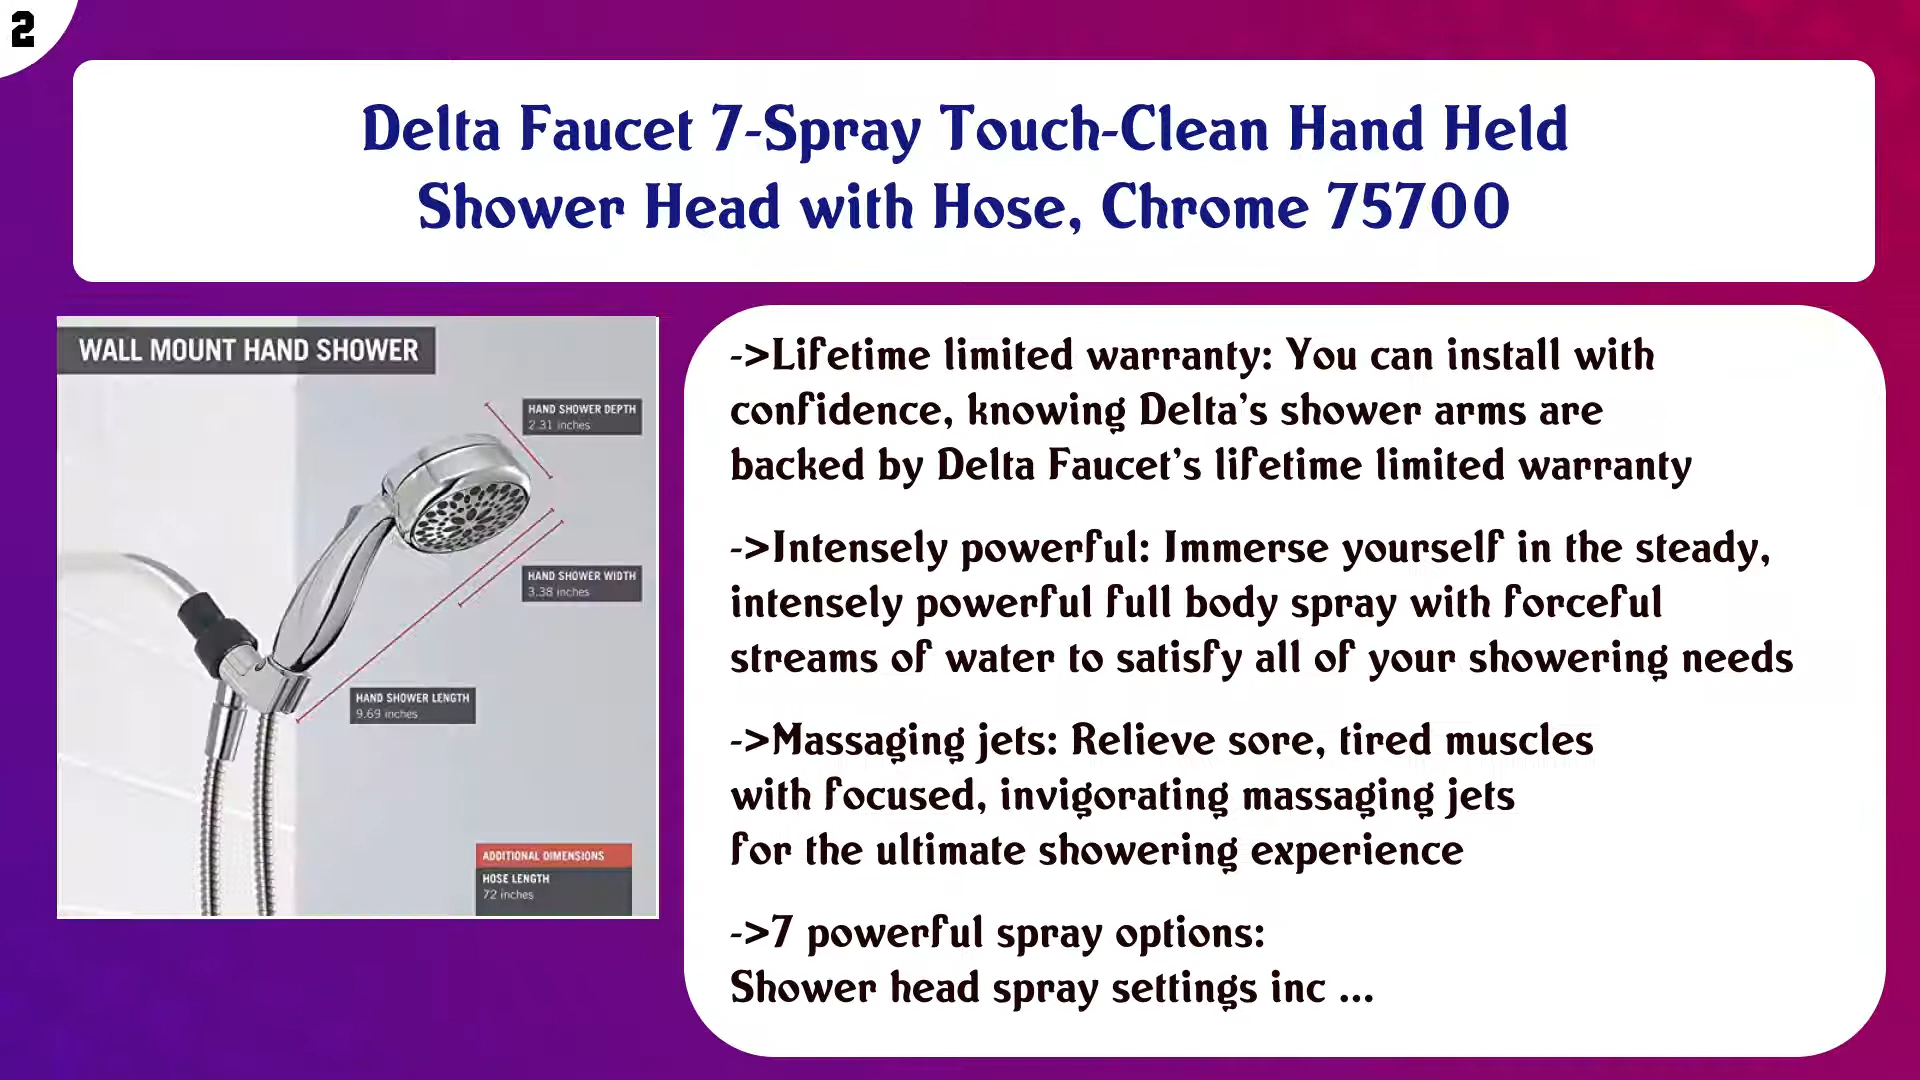 2
Delta Faucet 7-Spray Touch-Clean Hand Held
Shower Head with Hose, Chrome 75700
WALL MOUNT HAND SHOWER
HAND SHOWER DEPTH
2.31 inches
HAND SHOWER WIDTH
3.38 inches
HAND SHOWER LENGTH
9.69 inches
ADDITIONAL DIMENSIONS
HOSE LENGTH
72 inches
->Lifetime limited warranty: You can install with
confidence, knowing Delta's shower arms are
backed by Delta Faucet's lifetime limited warranty
->Intensely powerful: Immerse yourself in the steady,
intensely powerful full body spray with forceful
streams of water to satisfy all of your showering needs
->Massaging jets: Relieve sore, tired muscles
with focused, invigorating massaging jets
for the ultimate showering experience
->7 powerful spray options:
Shower head spray settings inc ...